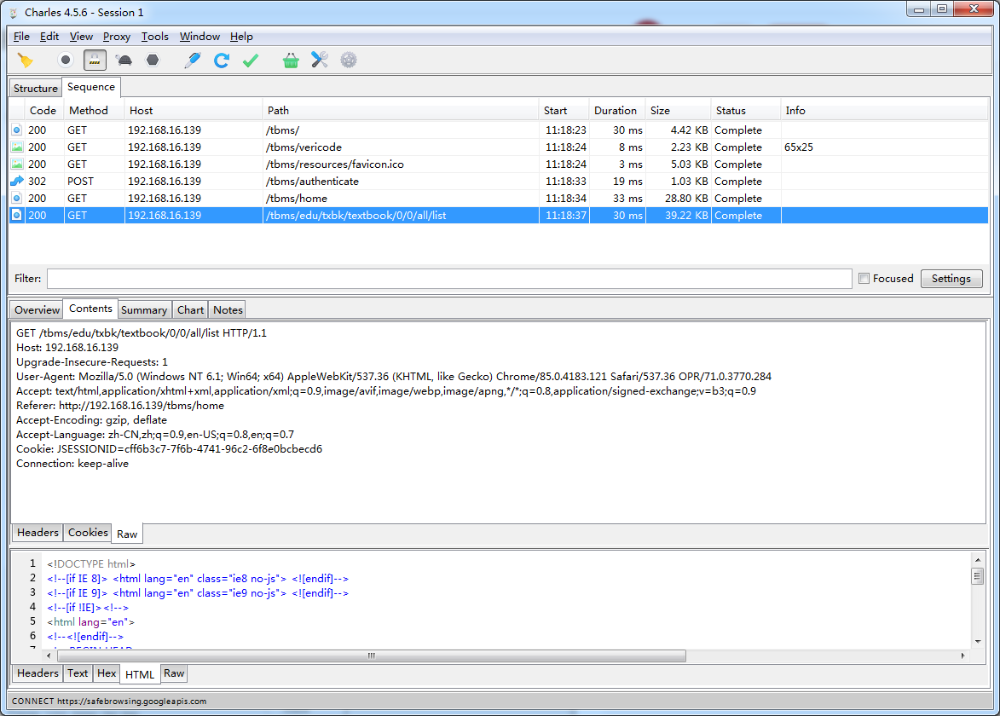 Charles 4.5.6 - Session 1
File Edit View Proxy Tools Window Help
Structure Sequence
Code Method Host Path Start Duration Size Status Info
200 GET 192.168.16.139 /tbms/ 11:18:23 30 ms 4.42 KB Complete
200 GET 192.168.16.139 /tbms/vericode 11:18:24 8 ms 2.23 KB Complete 65x25
200 GET 192.168.16.139 /tbms/resources/favicon.ico 11:18:24 3 ms 5.03 KB Complete
302 POST 192.168.16.139 /tbms/authenticate 11:18:33 19 ms 1.03 KB Complete
200 GET 192.168.16.139 /tbms/home 11:18:34 33 ms 28.80 KB Complete
200 GET 192.168.16.139 /tbms/edu/txbk/textbook/0/0/all/list 11:18:37 30 ms 39.22 KB Complete
Filter: Focused Settings
Overview Contents Summary Chart Notes
GET /tbms/edu/txbk/textbook/0/0/all/list HTTP/1.1
Host: 192.168.16.139
Upgrade-Insecure-Requests: 1
User-Agent: Mozilla/5.0 (Windows NT 6.1; Win64; x64) AppleWebKit/537.36 (KHTML, like Gecko) Chrome/85.0.4183.121 Safari/537.36 OPR/71.0.3770.284
Accept: text/html,application/xhtml+xml,application/xml;q=0.9,image/avif,image/webp,image/apng,*/*;q=0.8,application/signed-exchange;v=b3;q=0.9
Referer: http://192.168.16.139/tbms/home
Accept-Encoding: gzip, deflate
Accept-Language: zh-CN,zh;q=0.9,en-US;q=0.8,en;q=0.7
Cookie: JSESSIONID=cff6b3c7-7f6b-4741-96c2-6f8e0bcbecd6
Connection: keep-alive
Headers Cookies Raw
1 <!DOCTYPE html>
2 <!--[if IE 8]> <html lang="en" class="ie8 no-js"> <![endif]-->
3 <!--[if IE 9]> <html lang="en" class="ie9 no-js"> <![endif]-->
4 <!--[if !IE]><!-->
5 <html lang="en">
6 <!--<![endif]-->
Headers Text Hex HTML Raw
CONNECT https://safebrowsing.googleapis.com